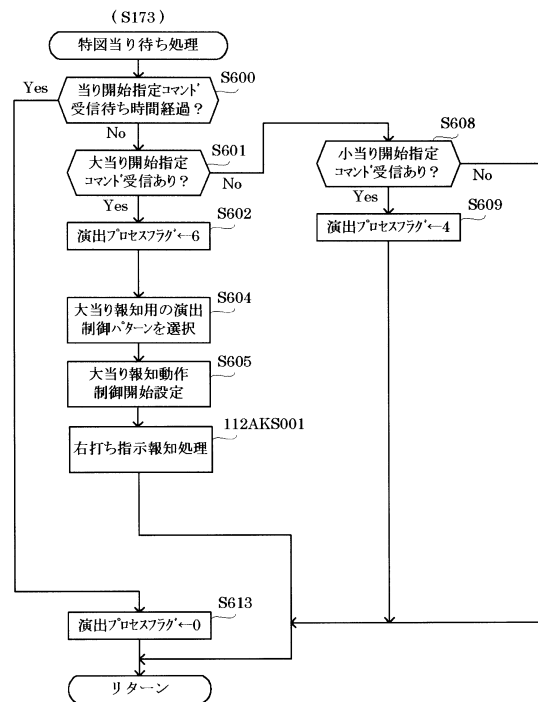 (S173)
特図当り待ち処理
S600
Yes
当り開始指定コマンド
受信待ち時間経過？
No
S601
大当り開始指定
コマンド受信あり？
No
Yes
S608
小当り開始指定
コマンド受信あり？
No
Yes
S602
演出プロセスフラグ←6
S609
演出プロセスフラグ←4
S604
大当り報知用の演出
制御パターンを選択
S605
大当り報知動作
制御開始設定
112AKS001
右打ち指示報知処理
S613
演出プロセスフラグ←0
リターン